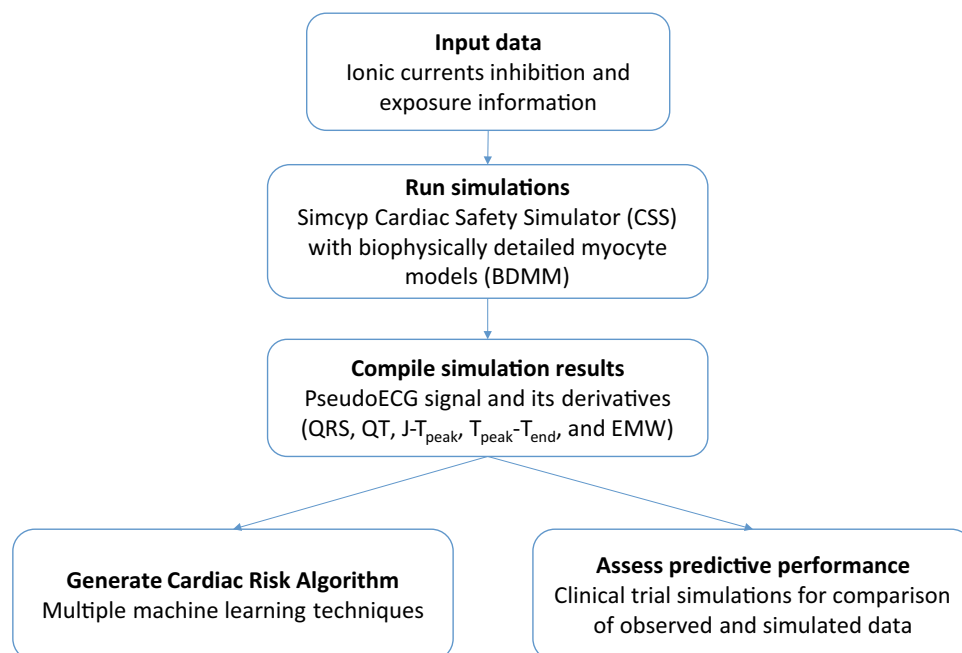 Input data
Ionic currents inhibition and
exposure information
Run simulations
Simcyp Cardiac Safety Simulator (CSS)
with biophysically detailed myocyte
models (BDMM)
Compile simulation results
PseudoECG signal and its derivatives
(QRS, QT, J-Tpeak, Tpeak-Tend, and EMW)
Generate Cardiac Risk Algorithm
Multiple machine learning techniques
Assess predictive performance
Clinical trial simulations for comparison
of observed and simulated data